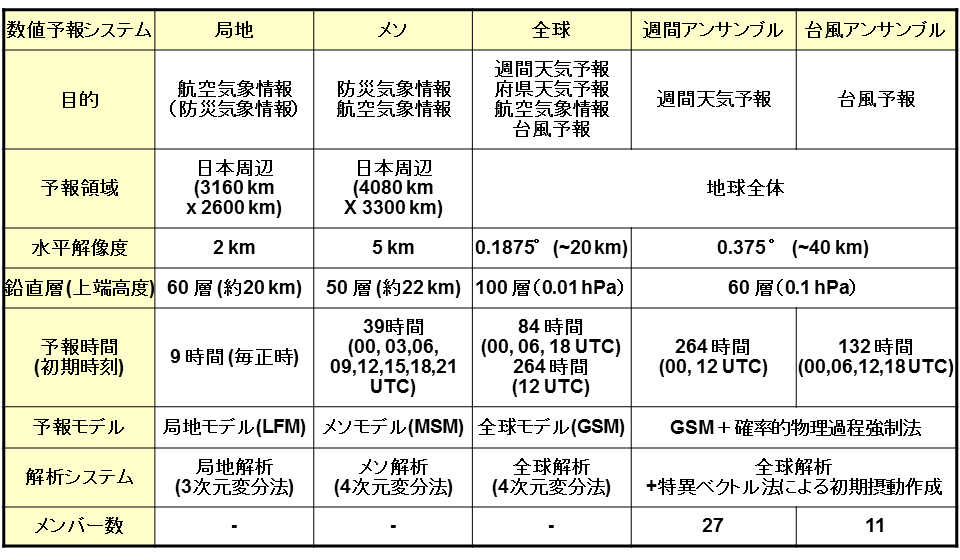 数値予報システム 局地 メソ 全球 週間アンサンブル 台風アンサンブル
目的
航空気象情報
(防災気象情報)
防災気象情報
航空気象情報
週間天気予報
府県天気予報
航空気象情報
台風予報
週間天気予報
台風予報
予報領域
日本周辺
(3160 km
x 2600 km)
日本周辺
(4080 km
X 3300 km)
地球全体
水平解像度 2 km 5 km 0.1875° (~20 km) 0.375° (~40 km)
鉛直層(上端高度) 60 層 (約20 km) 50 層 (約22 km) 100 層(0.01 hPa) 60 層(0.1 hPa)
予報時間
(初期時刻)
9 時間 (毎正時)
39時間
(00, 03,06,
09,12,15,18,21
UTC)
84 時間
(00, 06, 18 UTC)
264 時間
(12 UTC)
264 時間
(00, 12 UTC)
132 時間
(00,06,12,18 UTC)
予報モデル 局地モデル(LFM) メソモデル(MSM) 全球モデル(GSM) GSM+確率的物理過程強制法
解析システム
局地解析
(3次元変分法)
メソ解析
(4次元変分法)
全球解析
(4次元変分法)
全球解析
+特異ベクトル法による初期摂動作成
メンバー数 - - - 27 11